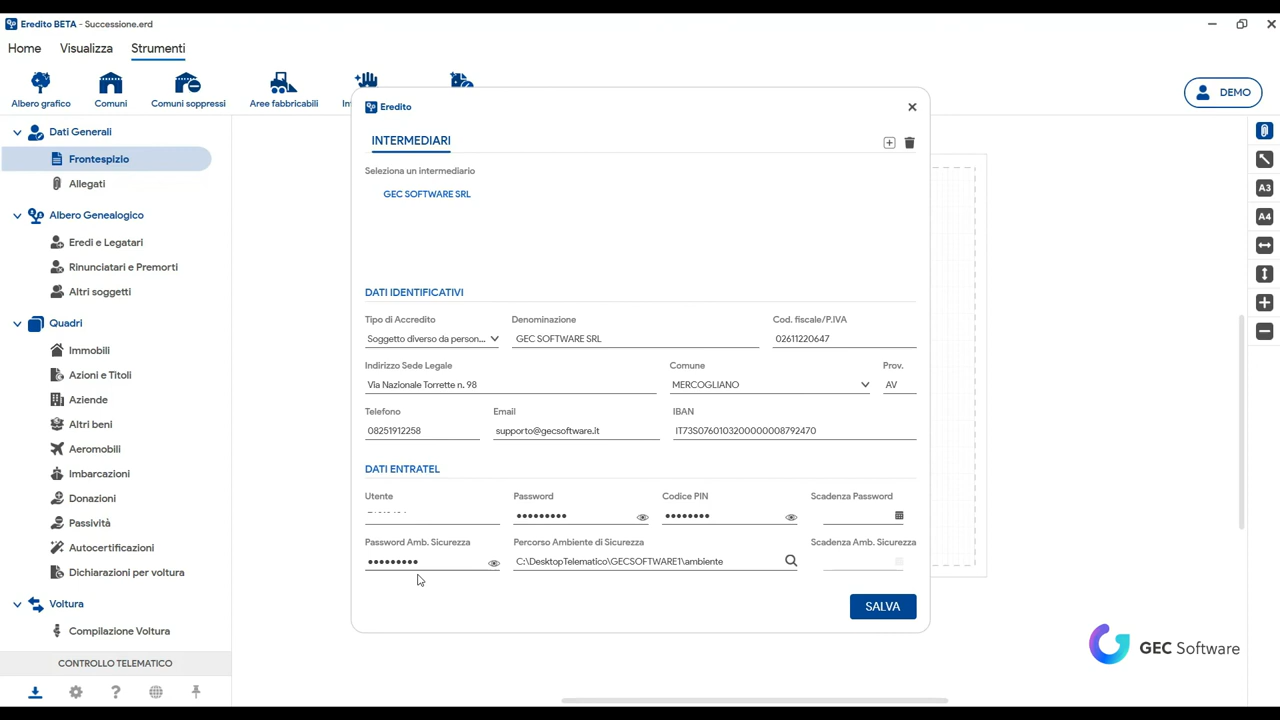 Eredito BETA - Successione.erd
Home Visualizza Strumenti
Albero grafico Comuni Comuni soppressi Aree fabbricabili
DEMO
Dati Generali
Frontespizio
Allegati
Albero Genealogico
Eredi e Legatari
Rinunciatari e Premorti
Altri soggetti
Quadri
Immobili
Azioni e Titoli
Aziende
Altri beni
Aeromobili
Imbarcazioni
Donazioni
Passività
Autocertificazioni
Dichiarazioni per voltura
Voltura
Compilazione Voltura
CONTROLLO TELEMATICO
Eredito
INTERMEDIARI
Seleziona un intermediario
GEC SOFTWARE SRL
DATI IDENTIFICATIVI
Tipo di Accredito Denominazione Cod. fiscale/P.IVA
Soggetto diverso da person... GEC SOFTWARE SRL 02611220647
Indirizzo Sede Legale Comune Prov.
Via Nazionale Torrette n. 98 MERCOGLIANO AV
Telefono Email IBAN
08251912258 supporto@gecsoftware.it IT73S0760103200000008792470
DATI ENTRATEL
Utente Password Codice PIN Scadenza Password
Password Amb. Sicurezza Percorso Ambiente di Sicurezza Scadenza Amb. Sicurezza
C:\DesktopTelematico\GECSOFTWARE1\ambiente
SALVA
A3
A4
GEC Software